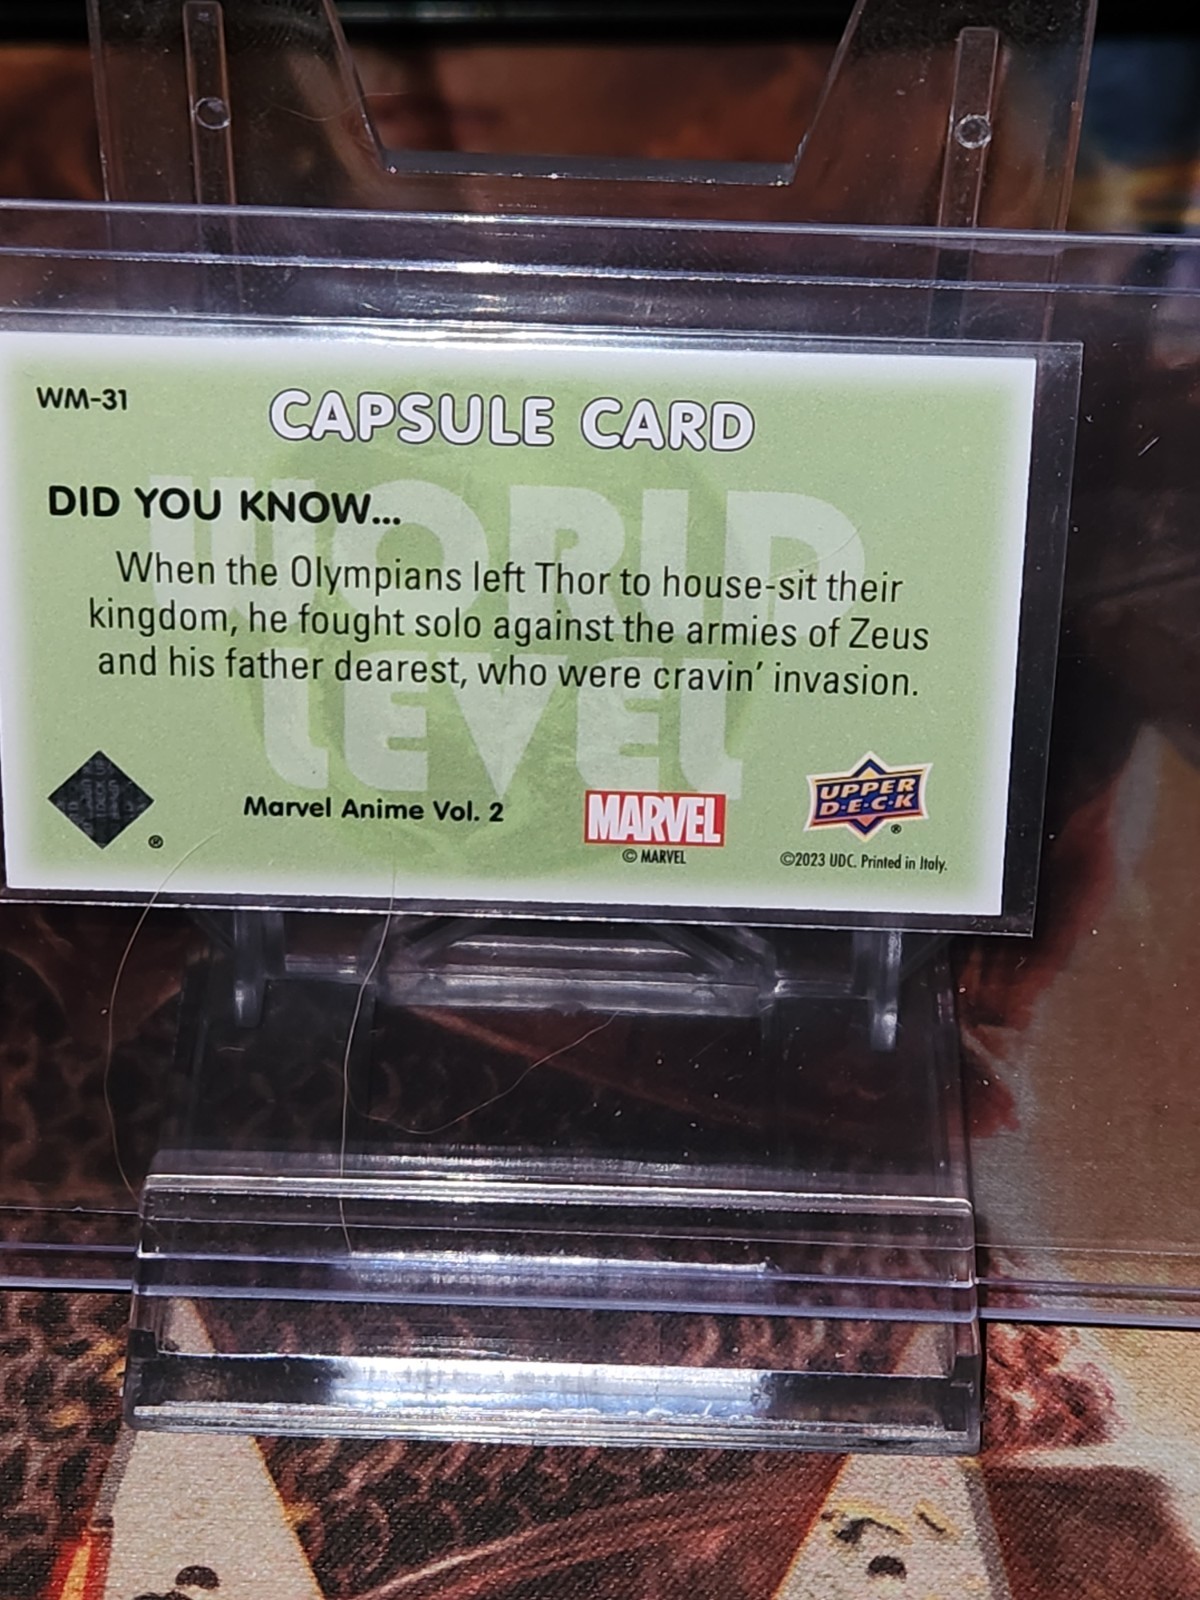 WM-31
CAPSULE CARD
WORLD
LEVEL
DID YOU KNOW...
When the Olympians left Thor to house-sit their
kingdom, he fought solo against the armies of Zeus
and his father dearest, who were cravin' invasion.
®
Marvel Anime Vol. 2
MARVEL
© MARVEL
UPPER
D·E·C·K
®
©2023 UDC. Printed in Italy.